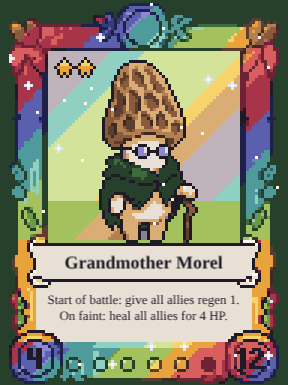 Grandmother Morel
Start of battle: give all allies regen 1.
On faint: heal all allies for 4 HP.
4
12